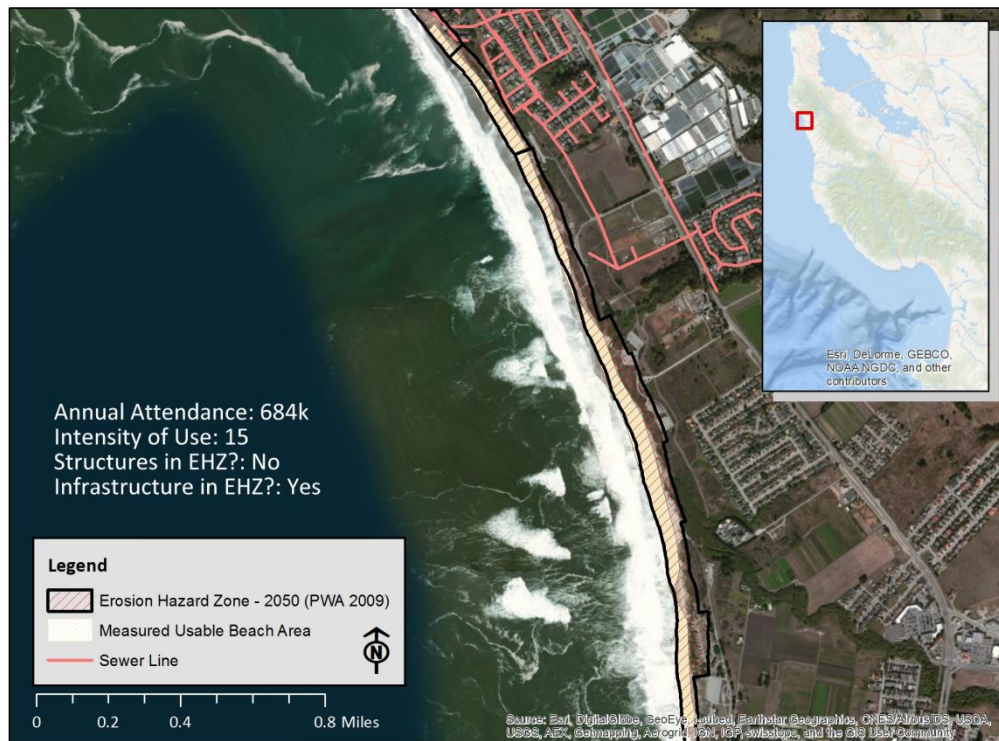 Esri, DeLorme, GEBCO,
NOAA NGDC, and other
contributors
Annual Attendance: 684k
Intensity of Use: 15
Structures in EHZ?: No
Infrastructure in EHZ?: Yes
Legend
Erosion Hazard Zone - 2050 (PWA 2009)
Measured Usable Beach Area
Sewer Line
N
0 0.2 0.4 0.8 Miles
Source: Esri, DigitalGlobe, GeoEye, i-cubed, Earthstar Geographics, CNES/Airbus DS, USDA,
USGS, AEX, Getmapping, Aerogrid, IGN, IGP, swisstopo, and the GIS User Community